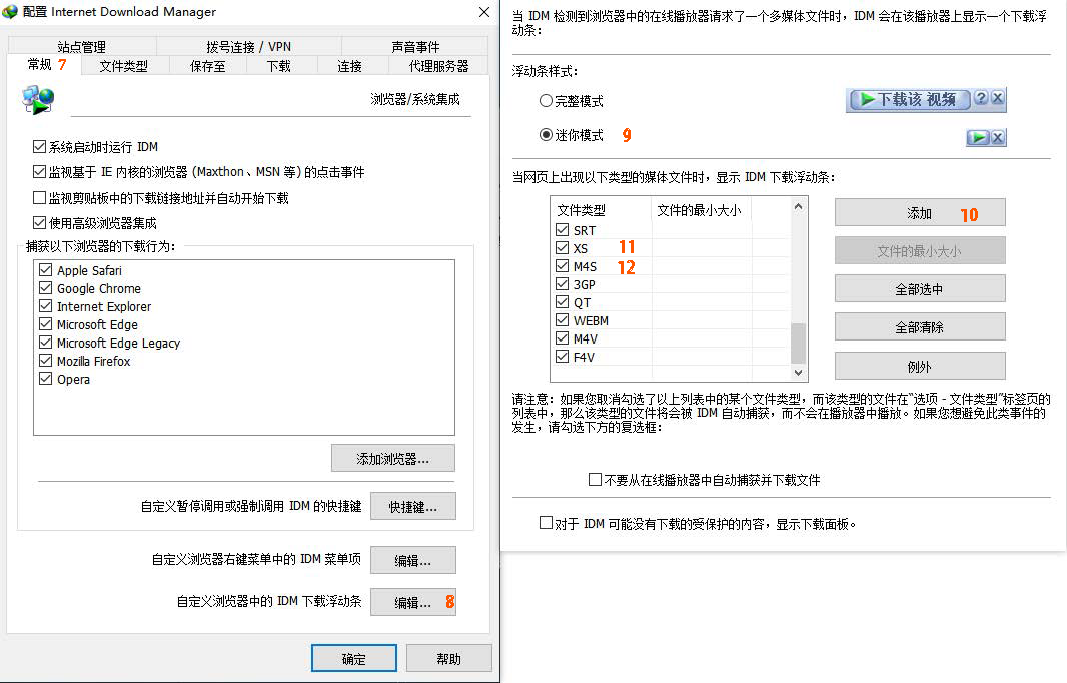 配置 Internet Download Manager
站点管理 拨号连接 / VPN 声音事件
常规 7 文件类型 保存至 下载 连接 代理服务器
浏览器/系统集成
系统启动时运行 IDM
监视基于 IE 内核的浏览器 (Maxthon、MSN 等) 的点击事件
监视剪贴板中的下载链接地址并自动开始下载
使用高级浏览器集成
捕获以下浏览器的下载行为:
Apple Safari
Google Chrome
Internet Explorer
Microsoft Edge
Microsoft Edge Legacy
Mozilla Firefox
Opera
添加浏览器...
自定义暂停调用或强制调用 IDM 的快捷键 快捷键...
自定义浏览器右键菜单中的 IDM 菜单项 编辑...
自定义浏览器中的 IDM 下载浮动条 编辑... 8
确定 帮助
当 IDM 检测到浏览器中的在线播放器请求了一个多媒体文件时，IDM 会在该播放器上显示一个下载浮
动条:
浮动条样式:
完整模式 下载该 视频 ? X
迷你模式 9 X
当网页上出现以下类型的媒体文件时，显示 IDM 下载浮动条:
文件类型 文件的最小大小
SRT
XS 11
M4S 12
3GP
QT
WEBM
M4V
F4V
添加 10
文件的最小大小
全部选中
全部清除
例外
请注意: 如果您取消勾选了以上列表中的某个文件类型，而该类型的文件在“选项 - 文件类型”标签页的
列表中，那么该类型的文件将会被 IDM 自动捕获，而不会在播放器中播放。如果您想避免此类事件的
发生，请勾选下方的复选框:
不要从在线播放器中自动捕获并下载文件
对于 IDM 可能没有下载的受保护的内容，显示下载面板。